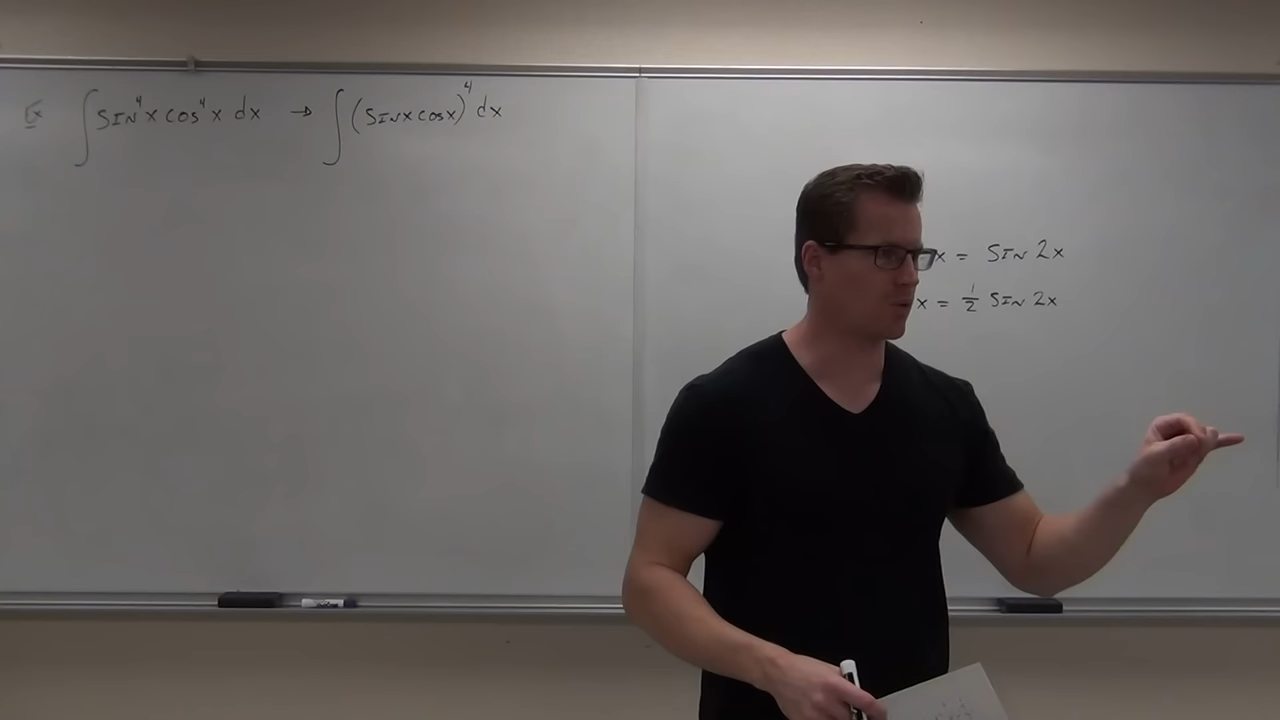 Ex ∫ SIN⁴x cos⁴x dx → ∫ (SINx cosx)⁴ dx
x = SIN 2x
x = 1/2 SIN 2x